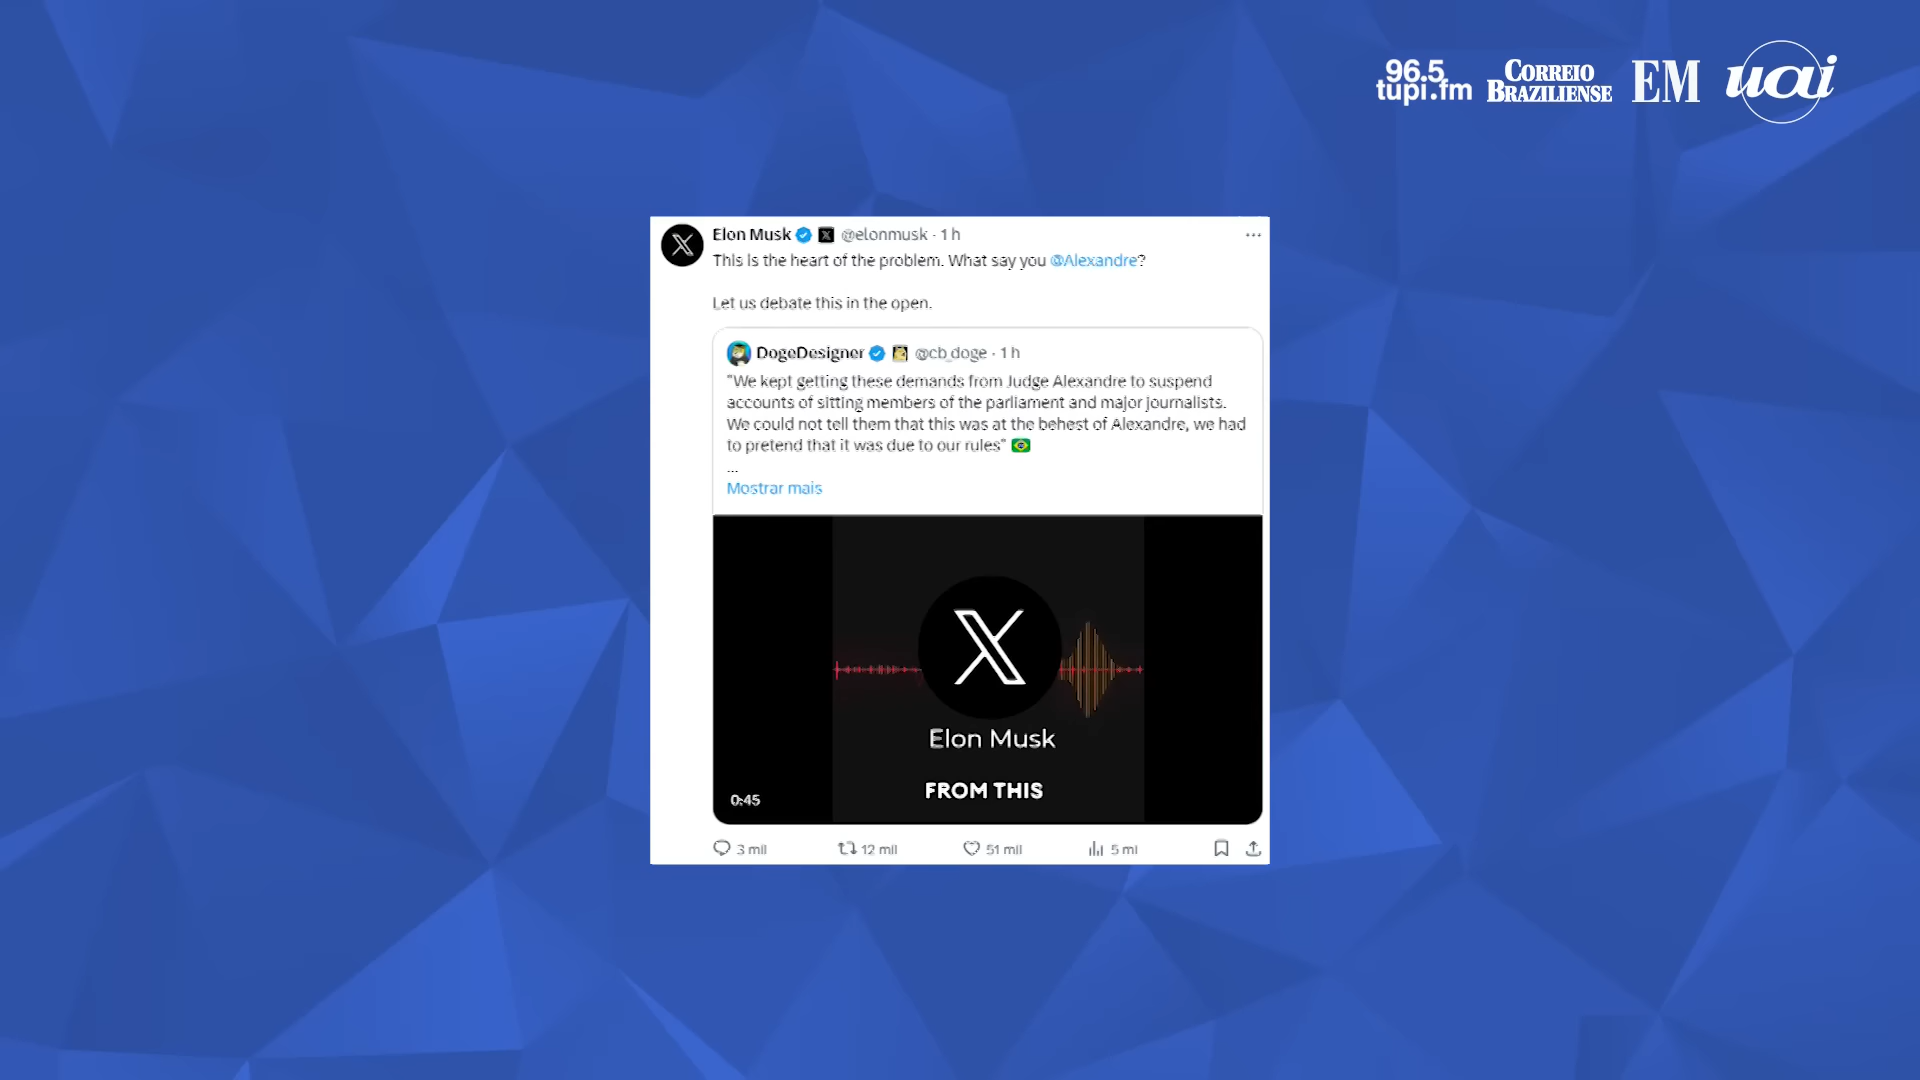 96.5
tupi.fm
CORREIO
BRAZILIENSE
EM
uai
Elon Musk @elonmusk · 1 h
This is the heart of the problem. What say you @Alexandre?
Let us debate this in the open.
DogeDesigner @cb_doge · 1 h
"We kept getting these demands from Judge Alexandre to suspend
accounts of sitting members of the parliament and major journalists.
We could not tell them that this was at the behest of Alexandre, we had
to pretend that it was due to our rules"
...
Mostrar mais
Elon Musk
FROM THIS
0:45
3 mil 12 mil 51 mil 5 mi